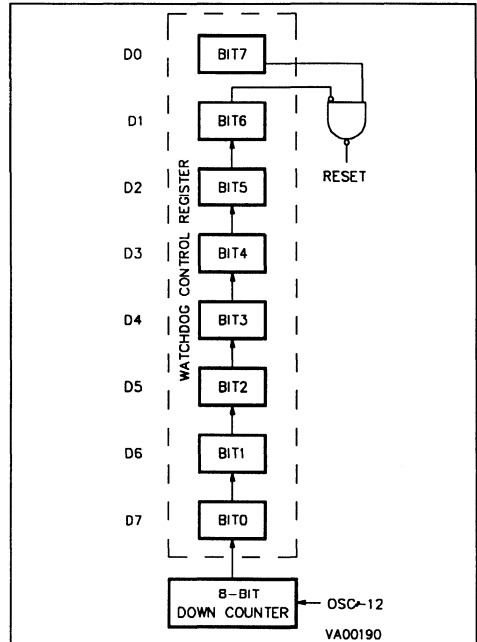 D0 BIT7
D1 BIT6
RESET
D2 BIT5
D3 BIT4
D4 BIT3
D5 BIT2
D6 BIT1
D7 BIT0
WATCHDOG CONTROL REGISTER
8-BIT
DOWN COUNTER
OSC÷12
VA00190